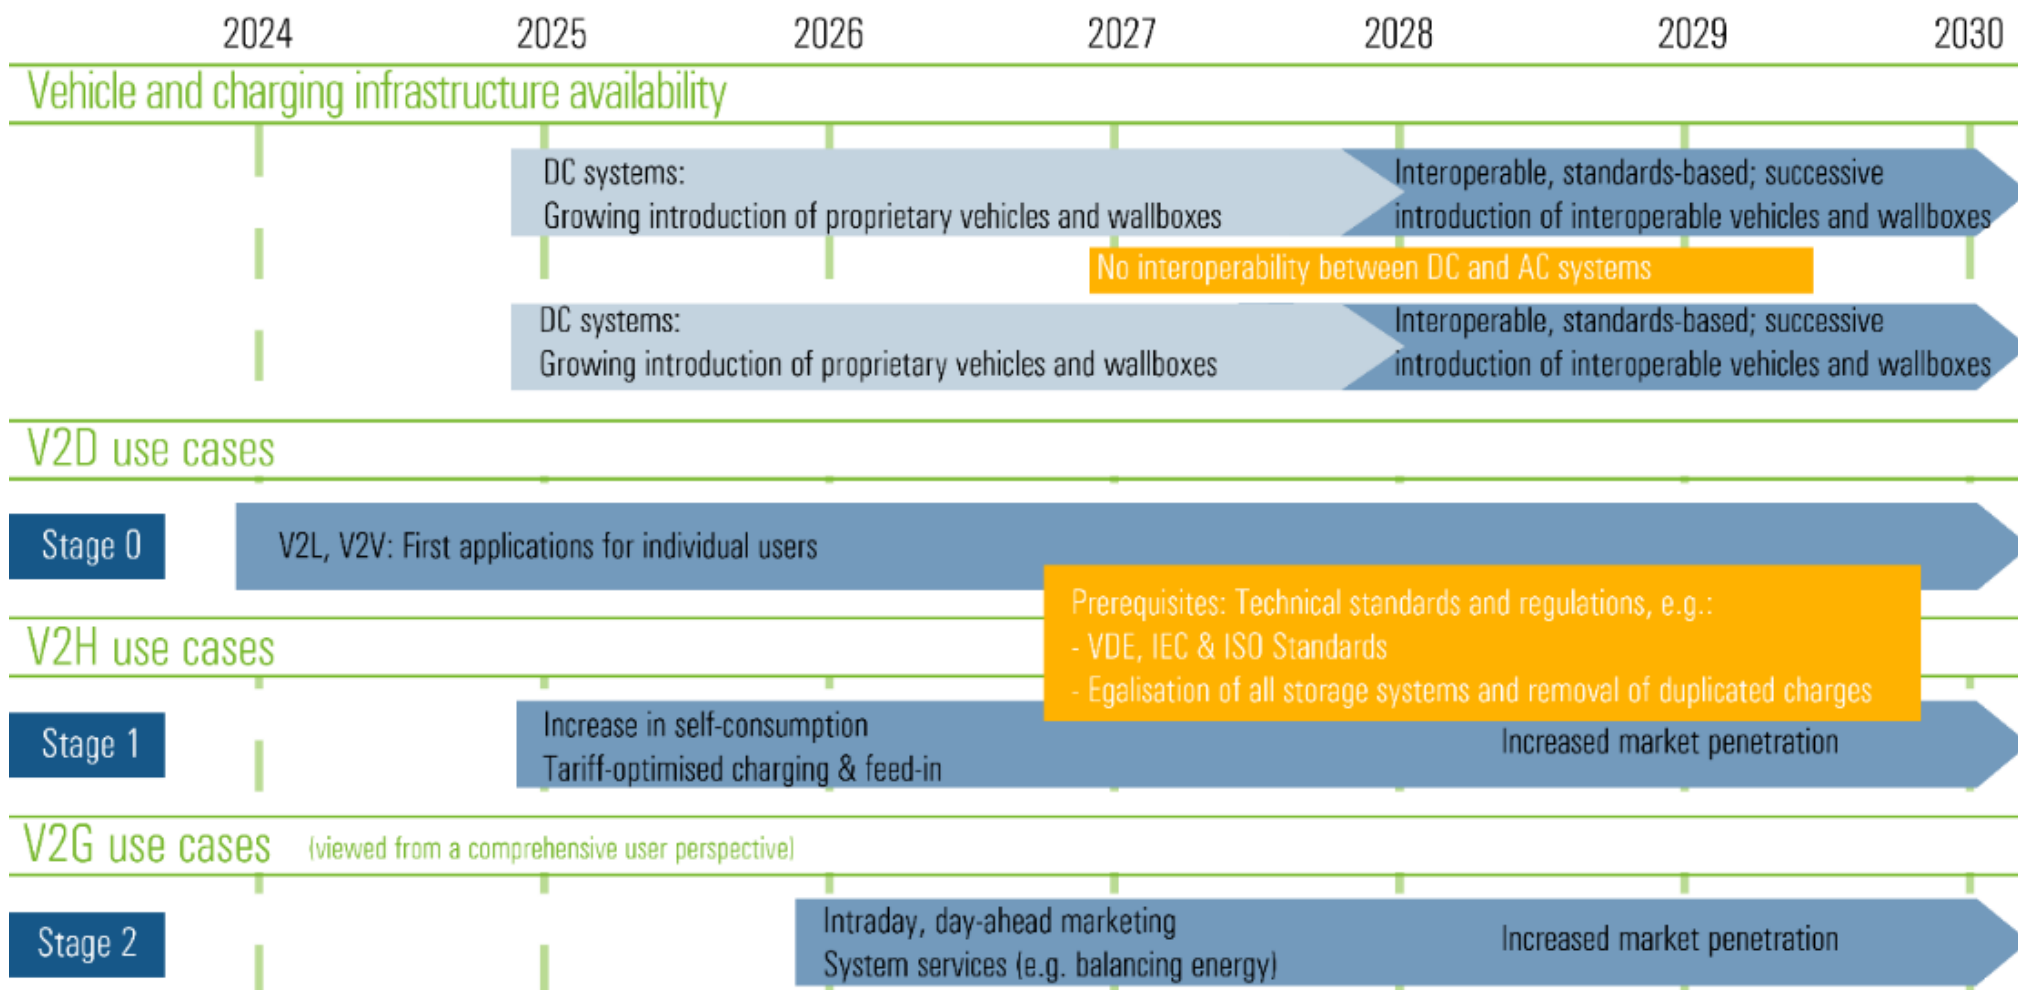 2024 2025 2026 2027 2028 2029 2030
Vehicle and charging infrastructure availability
DC systems:
Growing introduction of proprietary vehicles and wallboxes
Interoperable, standards-based; successive
introduction of interoperable vehicles and wallboxes
No interoperability between DC and AC systems
DC systems:
Growing introduction of proprietary vehicles and wallboxes
Interoperable, standards-based; successive
introduction of interoperable vehicles and wallboxes
V2D use cases
Stage 0
V2L, V2V: First applications for individual users
Prerequisites: Technical standards and regulations, e.g.:
- VDE, IEC & ISO Standards
- Egalisation of all storage systems and removal of duplicated charges
V2H use cases
Stage 1
Increase in self-consumption
Tariff-optimised charging & feed-in
Increased market penetration
V2G use cases (viewed from a comprehensive user perspective)
Stage 2
Intraday, day-ahead marketing
System services (e.g. balancing energy)
Increased market penetration